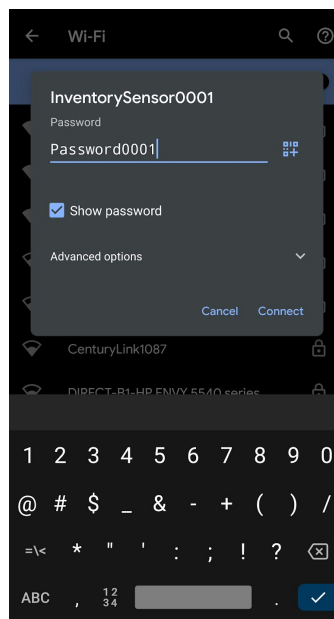 Wi-Fi
InventorySensor0001
Password
Password0001
Show password
Advanced options
Cancel Connect
CenturyLink1087
DIRECT-B1-HP ENVY 5540 series
1 2 3 4 5 6 7 8 9 0
@ # $ _ & - + ( ) /
=\< * " ' : ; ! ?
ABC , 12 34 .